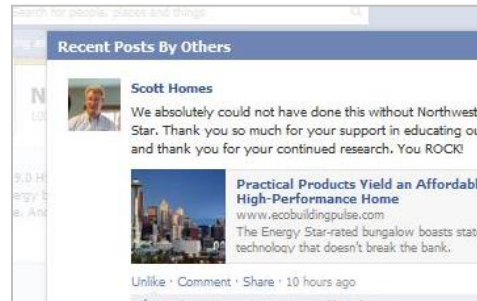 Search for people, places and things
Recent Posts By Others
Scott Homes
We absolutely could not have done this without Northwest
Star. Thank you so much for your support in educating
and thank you for your continued research. You ROCK!
Practical Products Yield an
High-Performance Home
www.ecobuildingpulse.com
The Energy Star-rated bungalow boasts
technology that doesn't break the bank.
Unlike · Comment · Share · 10 hours ago